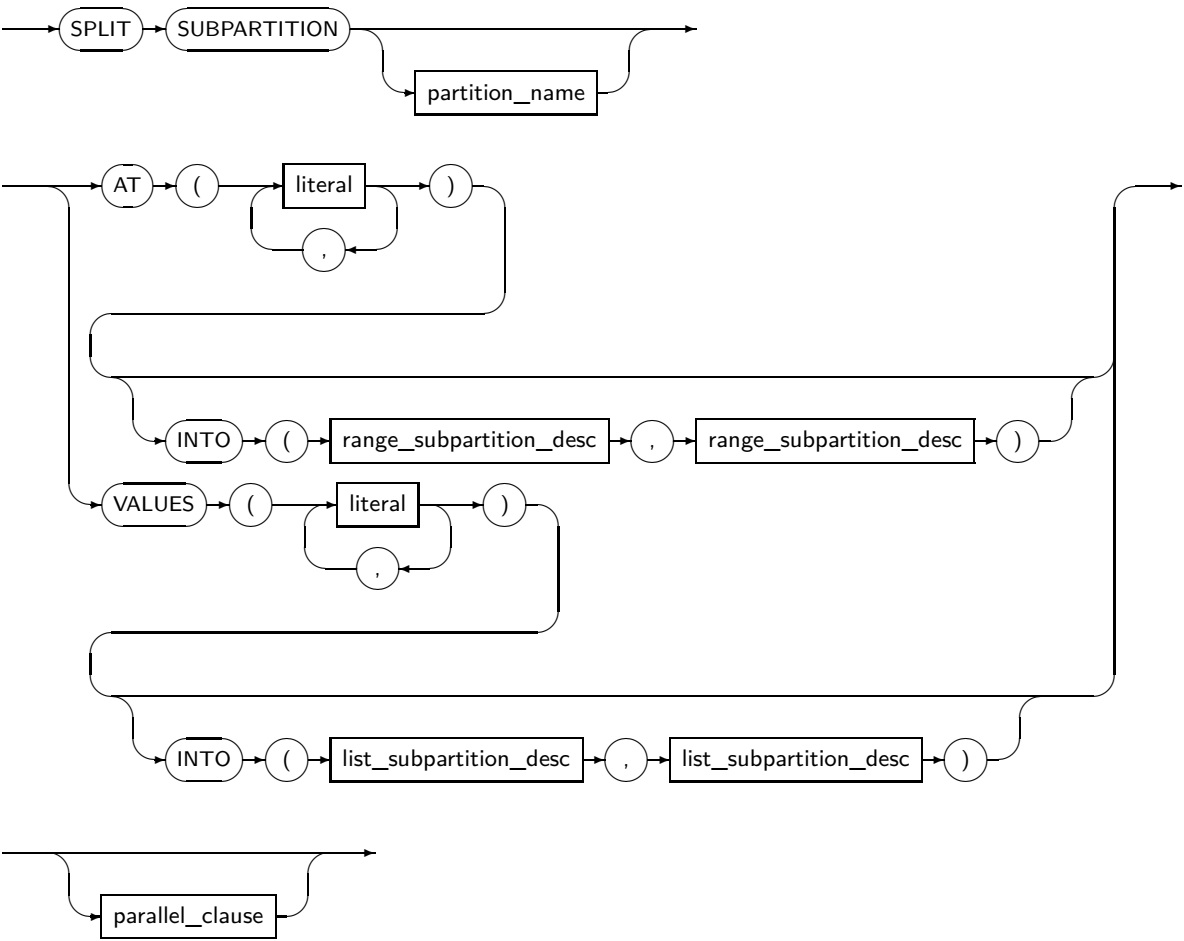 SPLIT SUBPARTITION
partition_name
AT ( literal )
,
INTO ( range_subpartition_desc , range_subpartition_desc )
VALUES ( literal )
,
INTO ( list_subpartition_desc , list_subpartition_desc )
parallel_clause